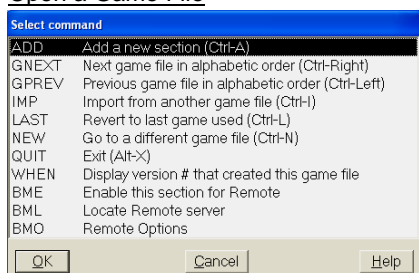 Open a Game File
Select command
ADD Add a new section (Ctrl-A)
GNEXT Next game file in alphabetic order (Ctrl-Right)
GPREV Previous game file in alphabetic order (Ctrl-Left)
IMP Import from another game file (Ctrl-I)
LAST Revert to last game used (Ctrl-L)
NEW Go to a different game file (Ctrl-N)
QUIT Exit (Alt-X)
WHEN Display version # that created this game file
BME Enable this section for Remote
BML Locate Remote server
BMO Remote Options
OK Cancel Help